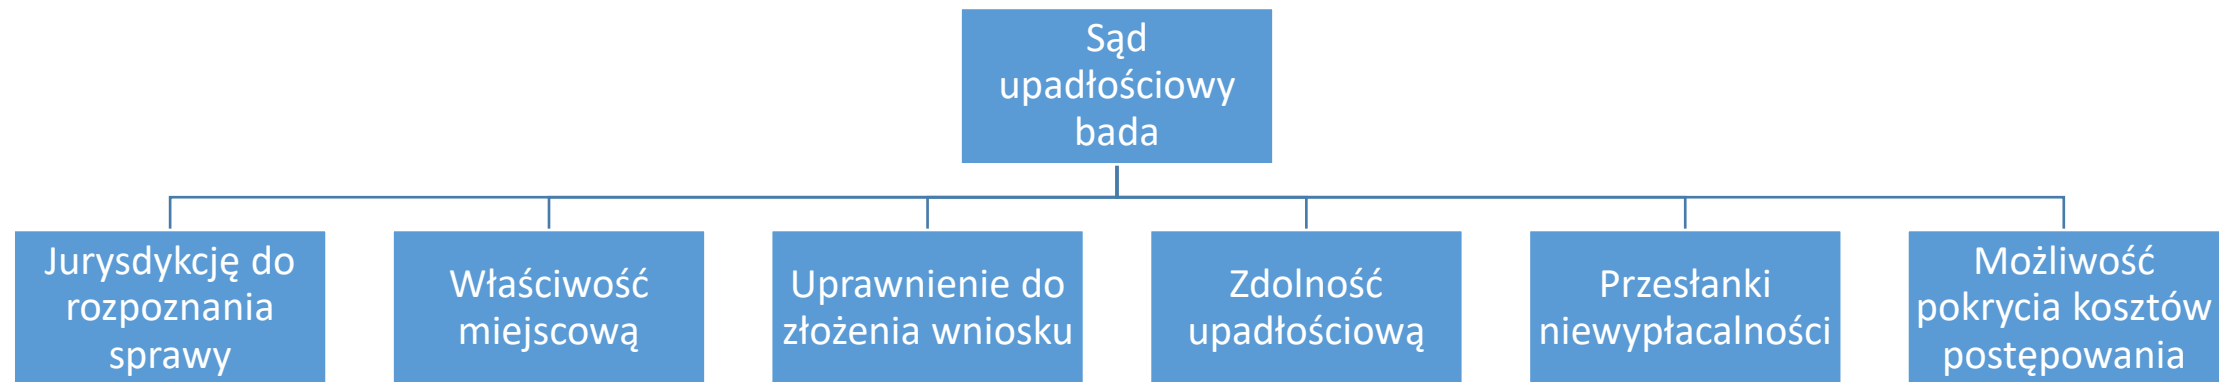 Sąd
upadłościowy
bada
Jurysdykcję do
rozpoznania
sprawy
Właściwość
miejscową
Uprawnienie do
złożenia wniosku
Zdolność
upadłościową
Przesłanki
niewypłacalności
Możliwość
pokrycia kosztów
postępowania